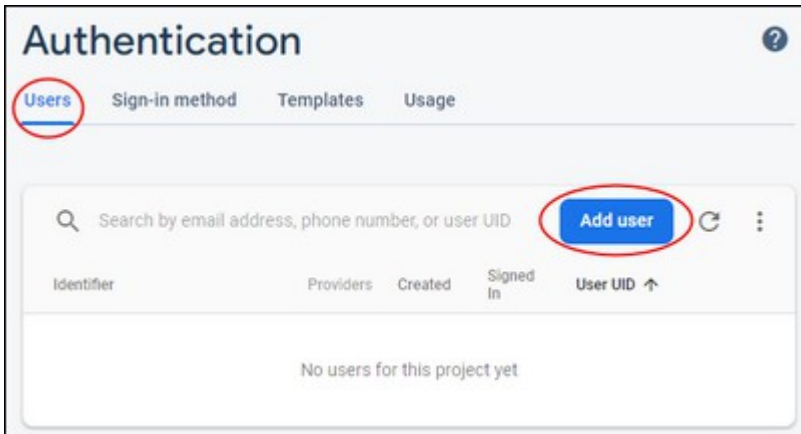 Authentication
Users Sign-in method Templates Usage
Search by email address, phone number, or user UID Add user
Identifier Providers Created Signed In User UID
No users for this project yet